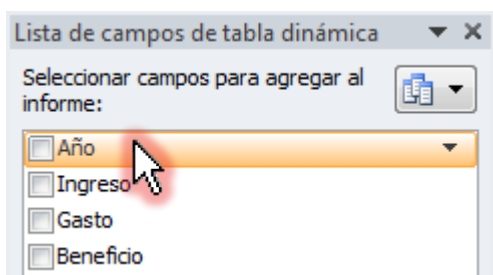 Lista de campos de tabla dinámica
Seleccionar campos para agregar al
informe:
Año
Ingreso
Gasto
Beneficio